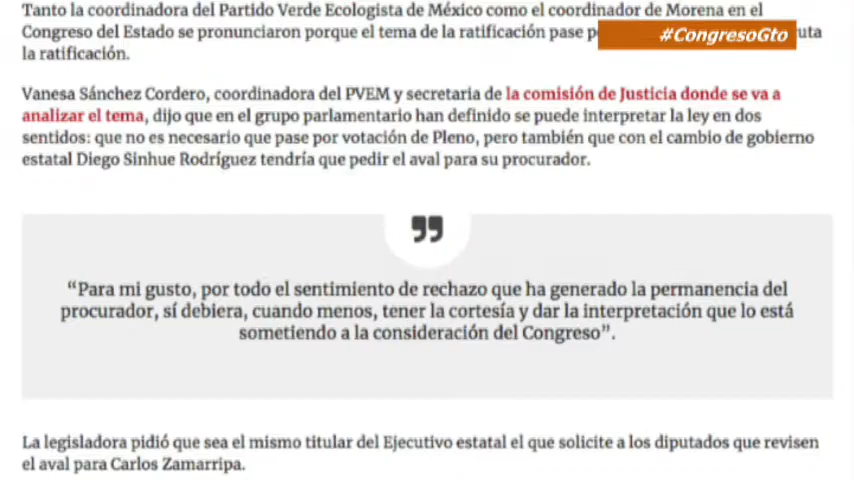 Tanto la coordinadora del Partido Verde Ecologista de México como el coordinador de Morena en el
Congreso del Estado se pronunciaron porque el tema de la ratificación pase
#CongresoGto
la ratificación.
Vanesa Sánchez Cordero, coordinadora del PVEM y secretaria de la comisión de Justicia donde se va a
analizar el tema, dijo que en el grupo parlamentario han definido se puede interpretar la ley en dos
sentidos: que no es necesario que pase por votación de Pleno, pero también que con el cambio de gobierno
estatal Diego Sinhue Rodríguez tendría que pedir el aval para su procurador.
”
“Para mi gusto, por todo el sentimiento de rechazo que ha generado la permanencia del
procurador, sí debiera, cuando menos, tener la cortesía y dar la interpretación que lo está
sometiendo a la consideración del Congreso”.
La legisladora pidió que sea el mismo titular del Ejecutivo estatal el que solicite a los diputados que revisen
el aval para Carlos Zamarripa.